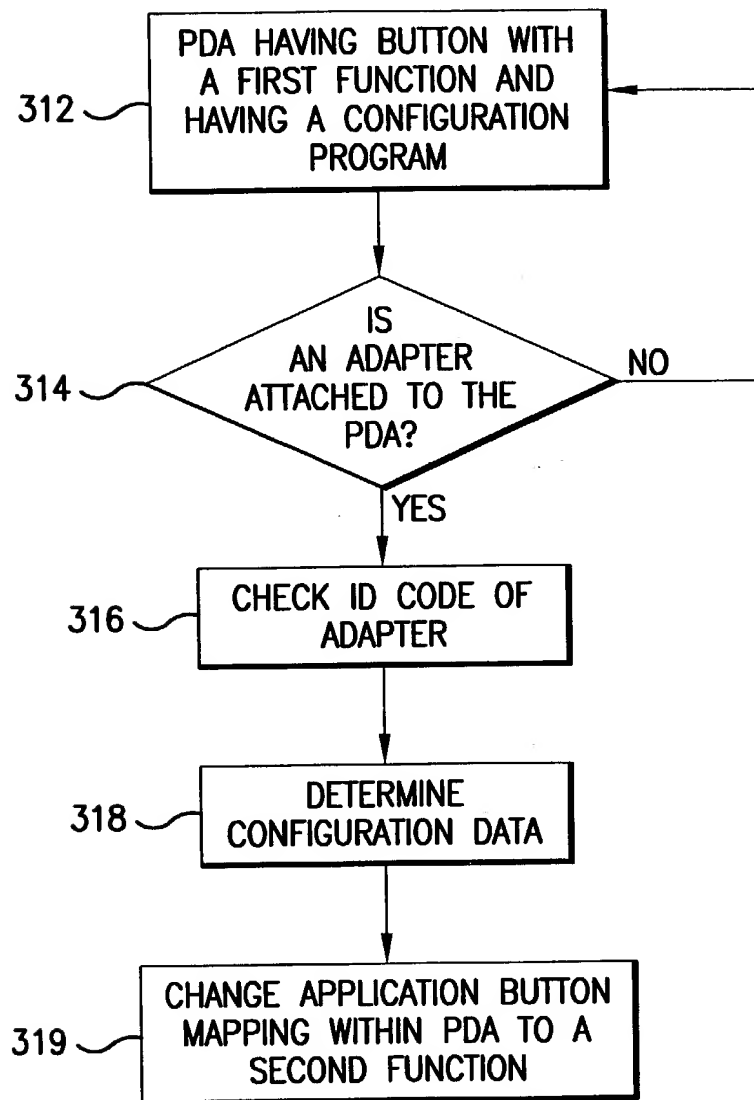 PDA HAVING BUTTON WITH
A FIRST FUNCTION AND
HAVING A CONFIGURATION
PROGRAM
312
IS
AN ADAPTER
ATTACHED TO THE
PDA?
314
NO
YES
CHECK ID CODE OF
ADAPTER
316
DETERMINE
CONFIGURATION DATA
318
CHANGE APPLICATION BUTTON
MAPPING WITHIN PDA TO A
SECOND FUNCTION
319